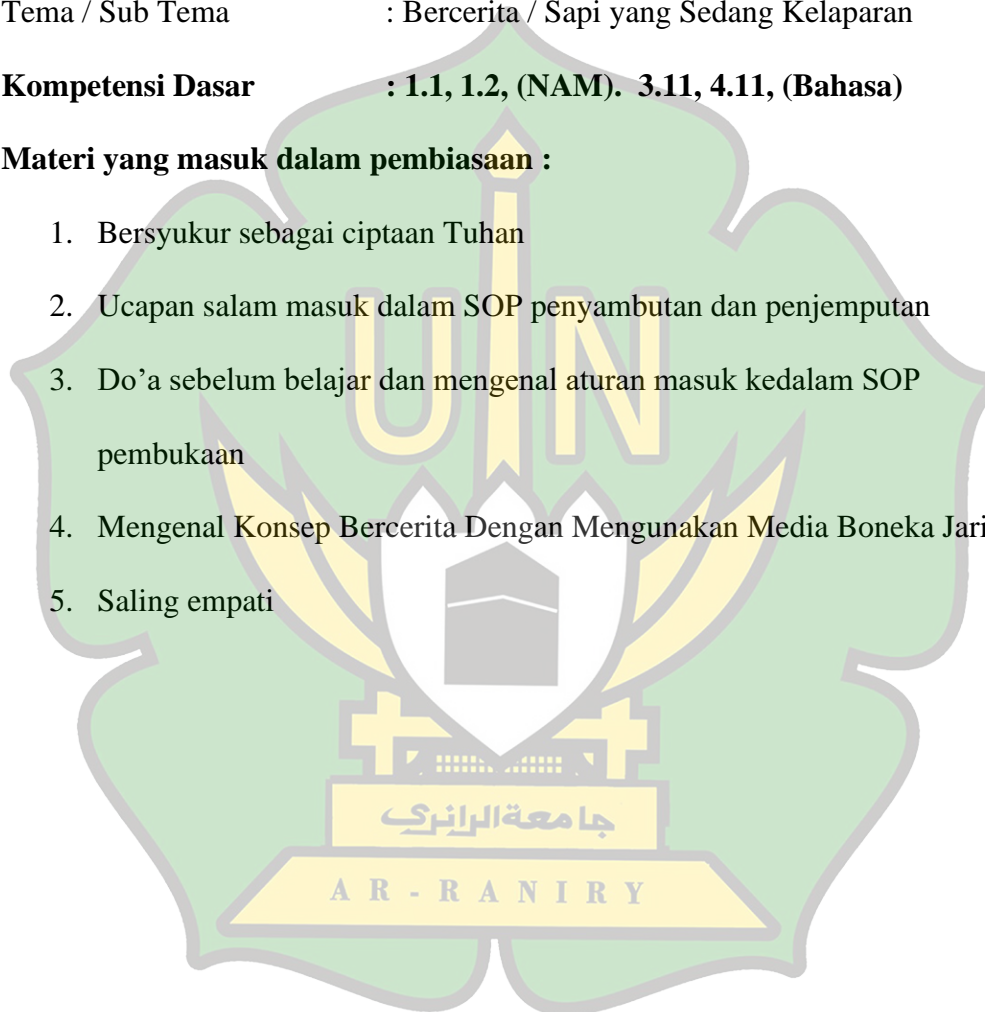 Tema / Sub Tema : Bercerita / Sapi yang Sedang Kelaparan
Kompetensi Dasar : 1.1, 1.2, (NAM). 3.11, 4.11, (Bahasa)
Materi yang masuk dalam pembiasaan :
1. Bersyukur sebagai ciptaan Tuhan
2. Ucapan salam masuk dalam SOP penyambutan dan penjemputan
3. Do'a sebelum belajar dan mengenal aturan masuk kedalam SOP
pembukaan
4. Mengenal Konsep Bercerita Dengan Mengunakan Media Boneka Jari
5. Saling empati
UIN
جامعة الرانري
AR-RANIRY